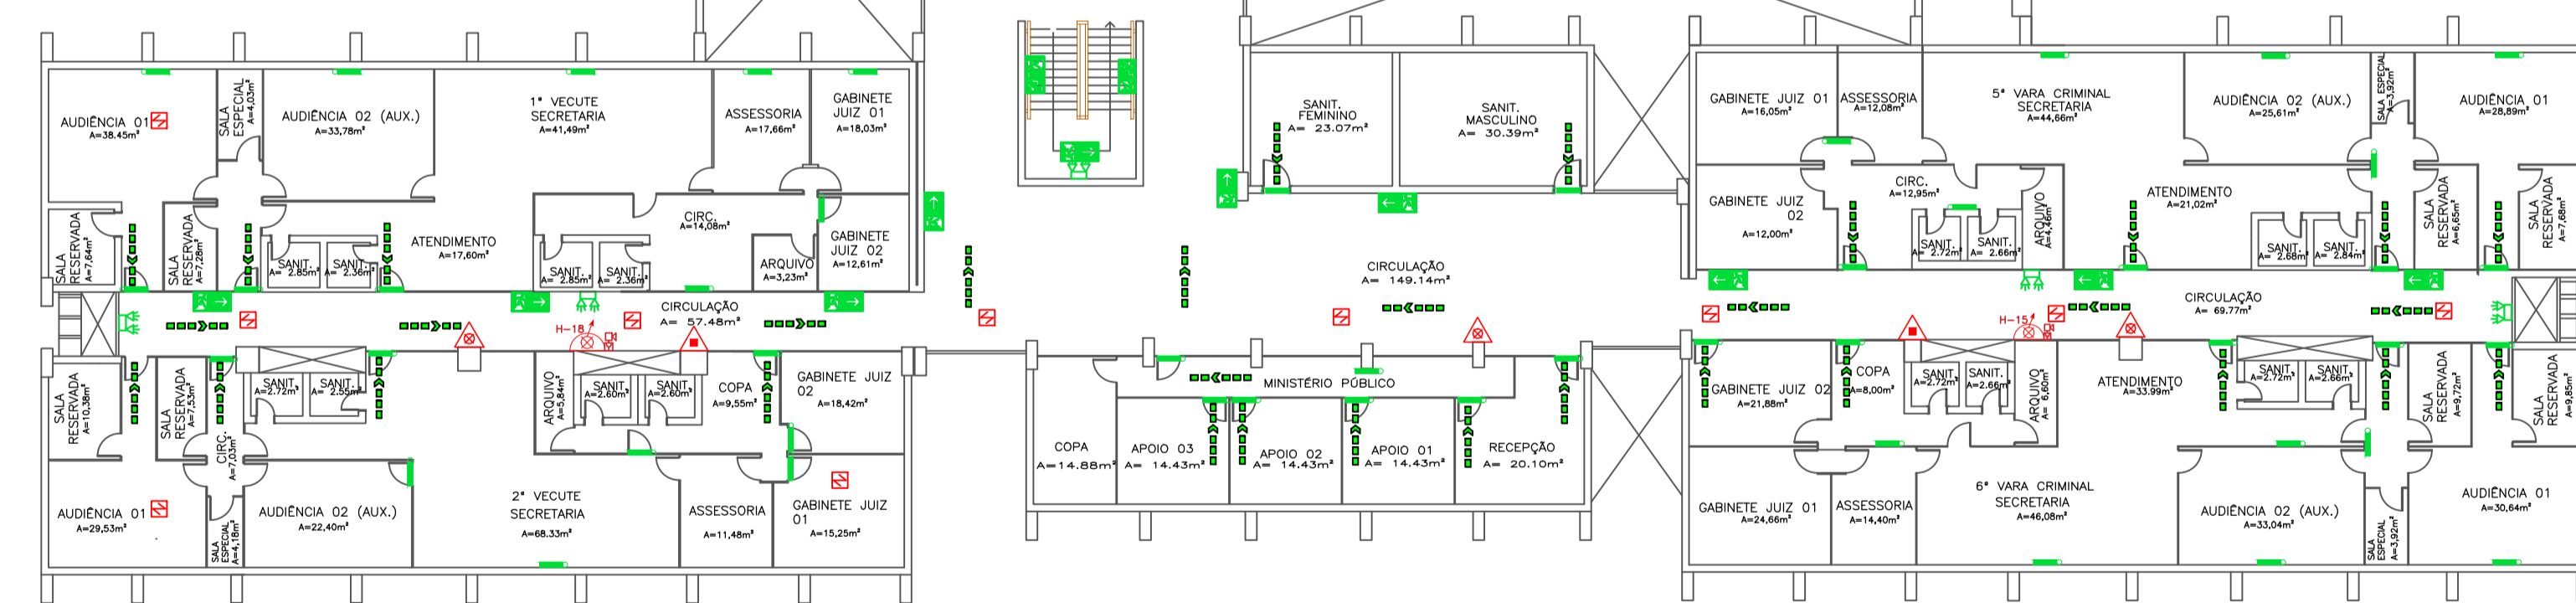 AUDIÊNCIA 01
A=38.45m²
SALA
ESPECIAL
A=4,03m²
AUDIÊNCIA 02 (AUX.)
A=33,78m²
1ª VECUTE
SECRETARIA
A=41,49m²
ASSESSORIA
A=17,66m²
GABINETE
JUIZ 01
A=18,03m²
SALA
RESERVADA
A=7,64m²
SALA
RESERVADA
A=7,28m²
SANIT.
A= 2.85m²
SANIT.
A= 2.36m²
ATENDIMENTO
A=17,60m²
SANIT.
A= 2.85m²
SANIT.
A= 2.36m²
CIRC.
A=14,08m²
ARQUIVO
A=3,23m²
GABINETE
JUIZ 02
A=12,61m²
CIRCULAÇÃO
A= 57.48m²
H-18
SALA
RESERVADA
A=10,38m²
SALA
RESERVADA
A=7,53m²
CIRC.
A=7,03m²
SANIT.
A=2.72m²
SANIT.
A= 2.55m²
ARQUIVO
A=5,84m²
SANIT.
A=2.60m²
SANIT.
A=2.60m²
COPA
A=9,55m²
GABINETE JUIZ
02
A=18,42m²
AUDIÊNCIA 01
A=29,53m²
SALA
ESPECIAL
A=4,18m²
AUDIÊNCIA 02 (AUX.)
A=22,40m²
2ª VECUTE
SECRETARIA
A=68.33m²
ASSESSORIA
A=11,48m²
GABINETE JUIZ
01
A=15,25m²
SANIT.
FEMININO
A= 23.07m²
SANIT.
MASCULINO
A= 30.39m²
CIRCULAÇÃO
A= 149.14m²
MINISTÉRIO PÚBLICO
COPA
A=14.88m²
APOIO 03
A= 14.43m²
APOIO 02
A= 14.43m²
APOIO 01
A= 14.43m²
RECEPÇÃO
A= 20.10m²
GABINETE JUIZ 01
A=16,05m²
ASSESSORIA
A=12,08m²
5ª VARA CRIMINAL
SECRETARIA
A=44,66m²
AUDIÊNCIA 02 (AUX.)
A=25,61m²
SALA ESPECIAL
A=3,92m²
AUDIÊNCIA 01
A=28,89m²
GABINETE JUIZ
02
A=12,00m²
CIRC.
A=12,95m²
SANIT.
A= 2.72m²
SANIT.
A= 2.66m²
ARQUIVO
A=4,46m²
ATENDIMENTO
A=21,02m²
SANIT.
A= 2.68m²
SANIT.
A= 2.84m²
SALA
RESERVADA
A=6,65m²
SALA
RESERVADA
A=7,68m²
CIRCULAÇÃO
A= 69.77m²
H-15
GABINETE JUIZ 02
A=21,88m²
COPA
A=8,00m²
SANIT.
A=2.72m²
SANIT.
A=2.66m²
ARQUIVO
A= 6,60m²
ATENDIMENTO
A=33.99m²
SANIT.
A=2.72m²
SANIT.
A=2.66m²
SALA
RESERVADA
A=9,72m²
SALA
RESERVADA
A=9,85m²
GABINETE JUIZ 01
A=24,66m²
ASSESSORIA
A=14,40m²
6ª VARA CRIMINAL
SECRETARIA
A=46,08m²
AUDIÊNCIA 02 (AUX.)
A=33,04m²
SALA
ESPECIAL
A=3,92m²
AUDIÊNCIA 01
A=30,64m²